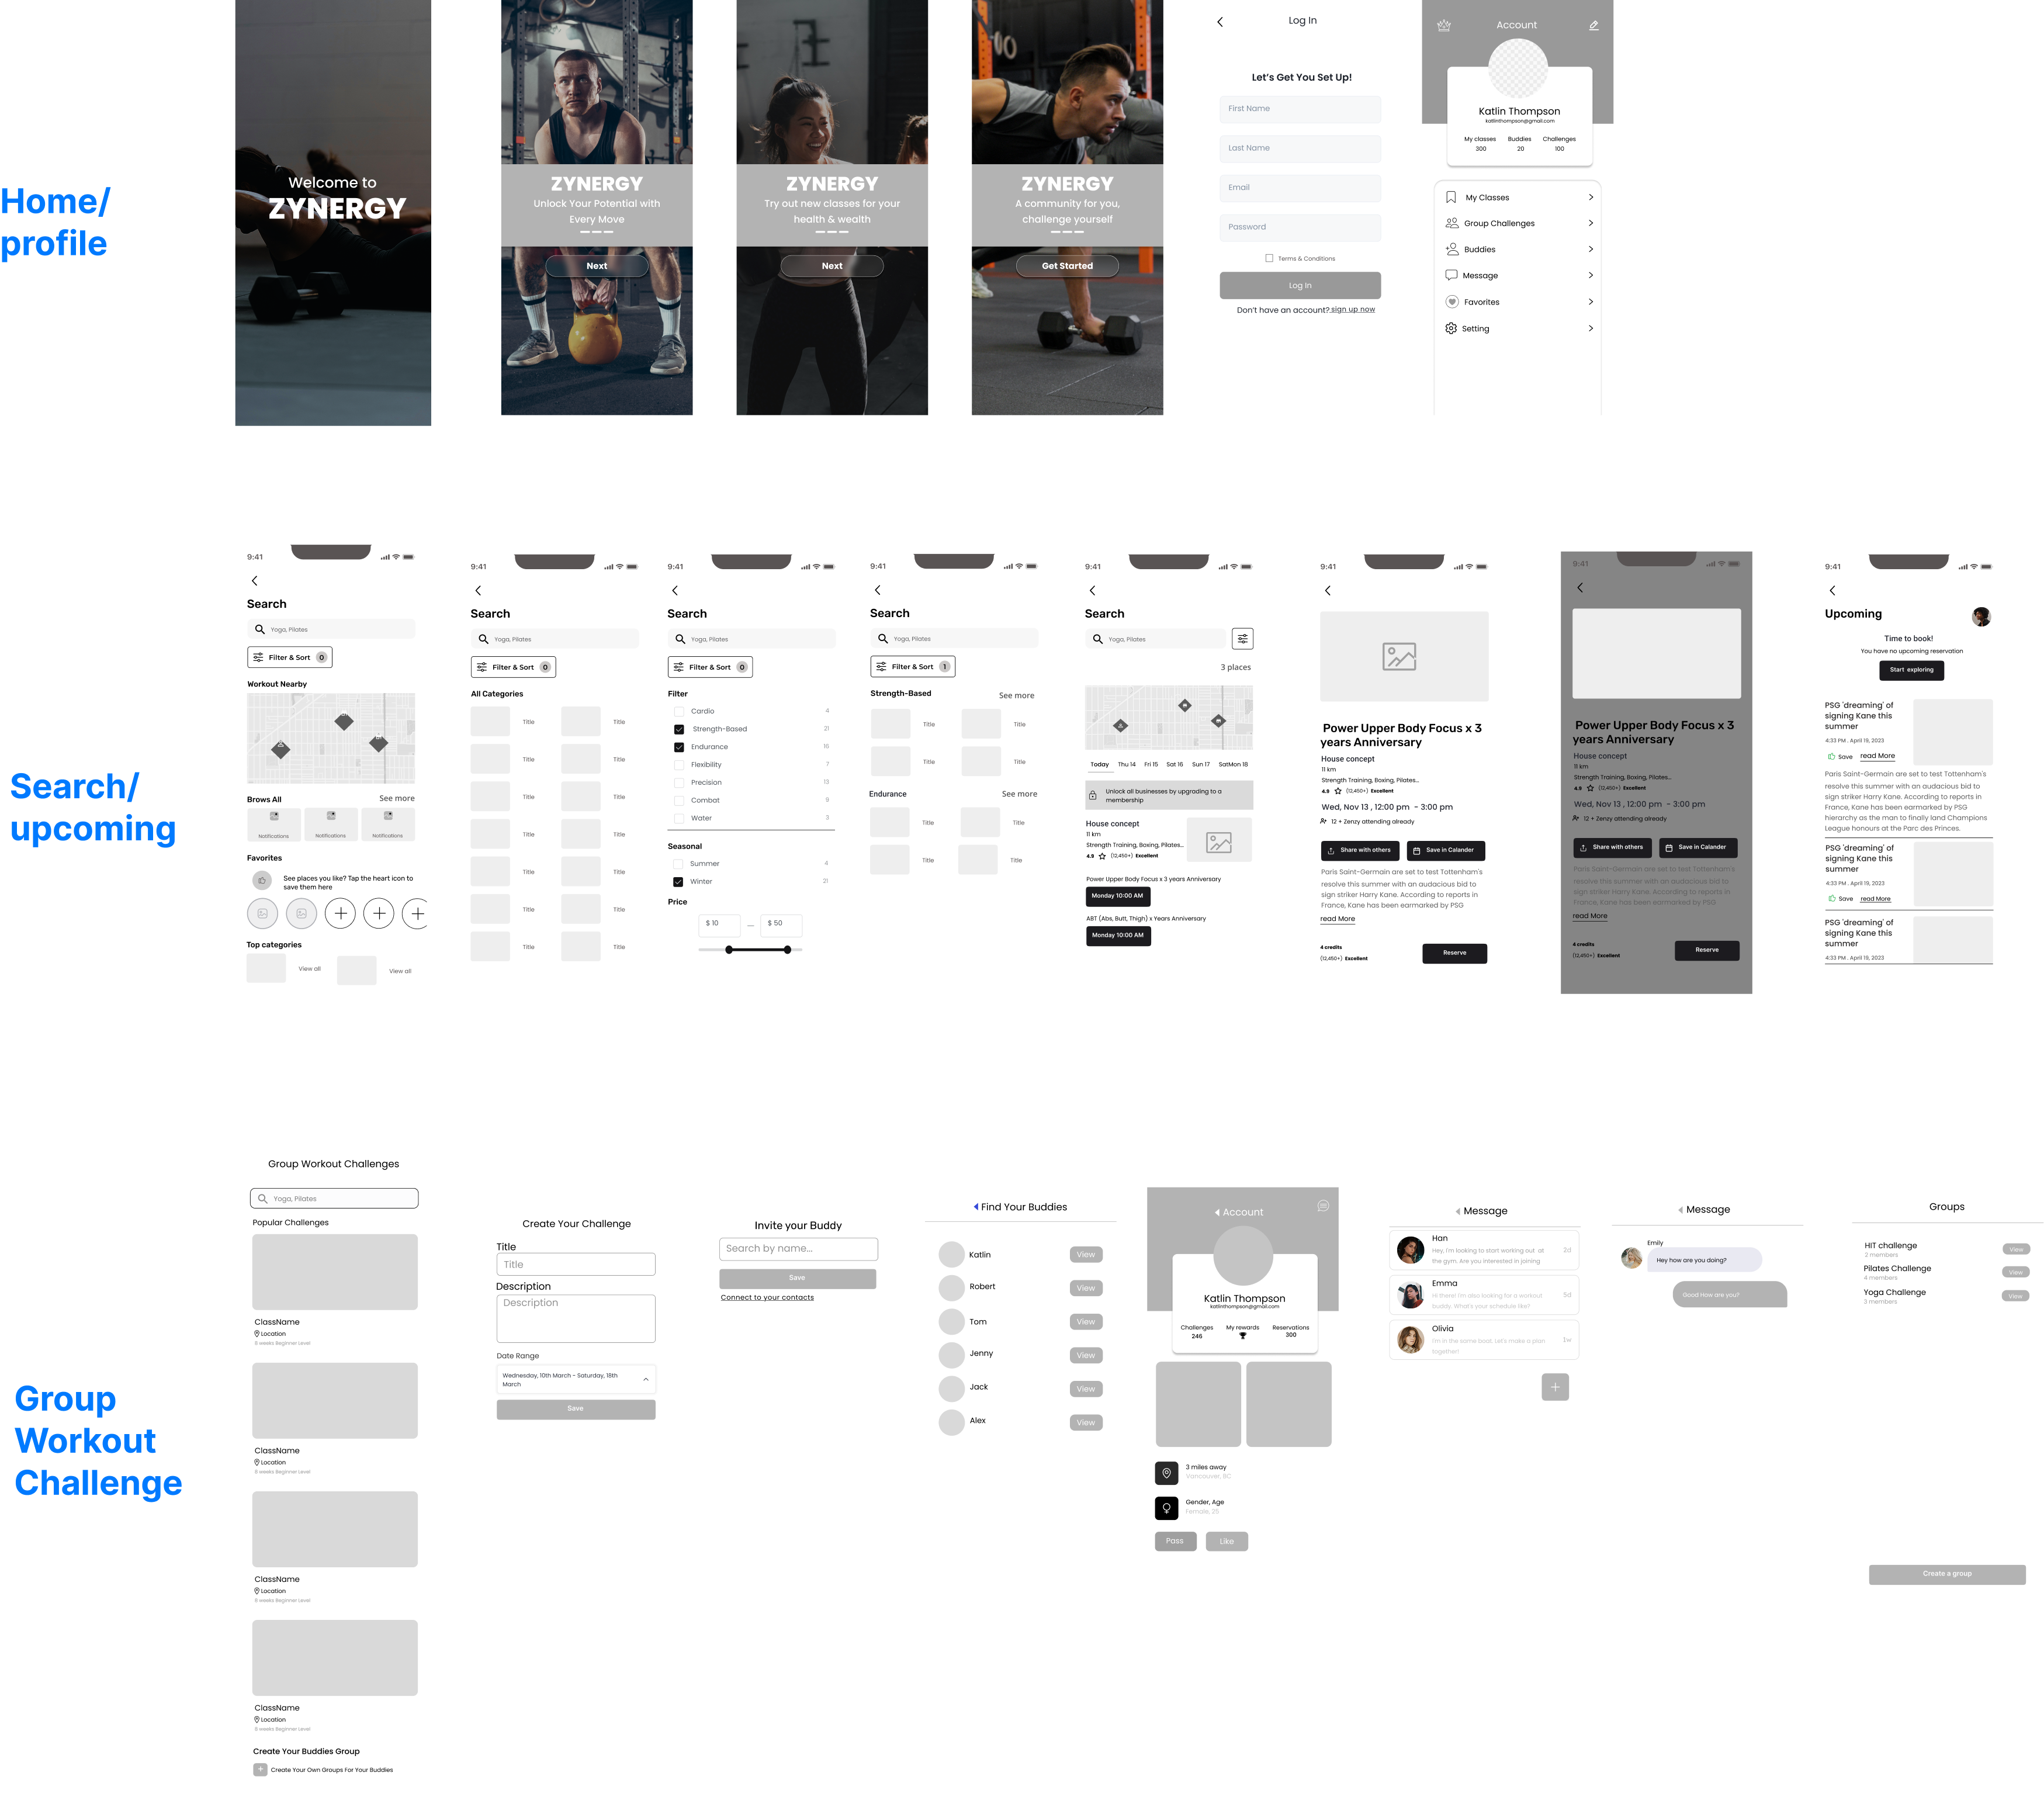 Home/
profile
Welcome to
ZYNERGY
ZYNERGY
Unlock Your Potential with
Every Move
Next
ZYNERGY
Try out new classes for your
health & wealth
Next
ZYNERGY
A community for you,
challenge yourself
Get Started
Log In
Let's Get You Set Up!
First Name
Last Name
Email
Password
Terms & Conditions
Log In
Don't have an account? sign up now
Account
Katlin Thompson
katlinthompson@gmail.com
My classes Buddies Challenges
300 20 100
My Classes
Group Challenges
Buddies
Message
Favorites
Setting
Search/
upcoming
9:41
Search
Yoga, Pilates
Filter & Sort 0
Workout Nearby
Brows All See more
Notifications Notifications Notifications
Favorites
See places you like? Tap the heart icon to
save them here
Top categories
View all View all
9:41
Search
Yoga, Pilates
Filter & Sort 0
All Categories
Title Title
Title Title
Title Title
Title Title
Title Title
Title Title
Title Title
9:41
Search
Yoga, Pilates
Filter & Sort 0
Filter
Cardio 4
Strength-Based 21
Endurance 16
Flexibility 7
Precision 13
Combat 9
Water 3
Seasonal
Summer 4
Winter 21
Price
$ 10 — $ 50
9:41
Search
Yoga, Pilates
Filter & Sort 1
Strength-Based See more
Title Title
Title Title
Endurance See more
Title Title
Title Title
9:41
Search
Yoga, Pilates
3 places
Today Thu 14 Fri 15 Sat 16 Sun 17 SatMon 18
Unlock all businesses by upgrading to a
membership
House concept
11 km
Strength Training, Boxing, Pilates...
4.9 (12,450+) Excellent
Power Upper Body Focus x 3 years Anniversary
Monday 10:00 AM
ABT (Abs, Butt, Thigh) x Years Anniversary
Monday 10:00 AM
9:41
Power Upper Body Focus x 3
years Anniversary
House concept
11 km
Strength Training, Boxing, Pilates...
4.9 (12,450+) Excellent
Wed, Nov 13 , 12:00 pm - 3:00 pm
12 + Zenzy attending already
Share with others Save in Calander
Paris Saint-Germain are set to test Tottenham's
resolve this summer with an audacious bid to
sign striker Harry Kane. According to reports in
France, Kane has been earmarked by PSG
read More
4 credits
(12,450+) Excellent
Reserve
9:41
Power Upper Body Focus x 3
years Anniversary
House concept
11 km
Strength Training, Boxing, Pilates...
4.9 (12,450+) Excellent
Wed, Nov 13 , 12:00 pm - 3:00 pm
12 + Zenzy attending already
Share with others Save in Calander
Paris Saint-Germain are set to test Tottenham's
resolve this summer with an audacious bid to
sign striker Harry Kane. According to reports in
France, Kane has been earmarked by PSG
read More
4 credits
(12,450+) Excellent
Reserve
9:41
Upcoming
Time to book!
You have no upcoming reservation
Start exploring
PSG 'dreaming' of
signing Kane this
summer
4:33 PM . April 19, 2023
Save read More
Paris Saint-Germain are set to test Tottenham's
resolve this summer with an audacious bid to
sign striker Harry Kane. According to reports in
France, Kane has been earmarked by PSG
hierarchy as the man to finally land Champions
League honours at the Parc des Princes.
PSG 'dreaming' of
signing Kane this
summer
4:33 PM . April 19, 2023
Save read More
PSG 'dreaming' of
signing Kane this
summer
4:33 PM . April 19, 2023
Group
Workout
Challenge
Group Workout Challenges
Yoga, Pilates
Popular Challenges
ClassName
Location
8 weeks Beginner Level
ClassName
Location
8 weeks Beginner Level
ClassName
Location
6 weeks Beginner Level
ClassName
Location
8 weeks Beginner Level
Create Your Buddies Group
+ Create Your Own Groups For Your Buddies
Create Your Challenge
Title
Title
Description
Description
Date Range
Wednesday, 10th March - Saturday, 18th
March
Save
Invite your Buddy
Search by name...
Save
Connect to your contacts
Find Your Buddies
Katlin View
Robert View
Tom View
Jenny View
Jack View
Alex View
Account
Katlin Thompson
katlinthompson@gmail.com
Challenges My rewards Reservations
246 300
3 miles away
Vancouver, BC
Gender, Age
Female, 25
Pass Like
Message
Han
Hey, I'm looking to start working out at 2d
the gym. Are you interested in joining
Emma
Hi there! I'm also looking for a workout 5d
buddy. What's your schedule like?
Olivia
I'm in the same boat. Let's make a plan 1w
together!
+
Message
Emily
Hey how are you doing?
Good How are you?
Groups
HIT challenge
2 members
View
Pilates Challenge
4 members
View
Yoga Challenge
3 members
View
Create a group